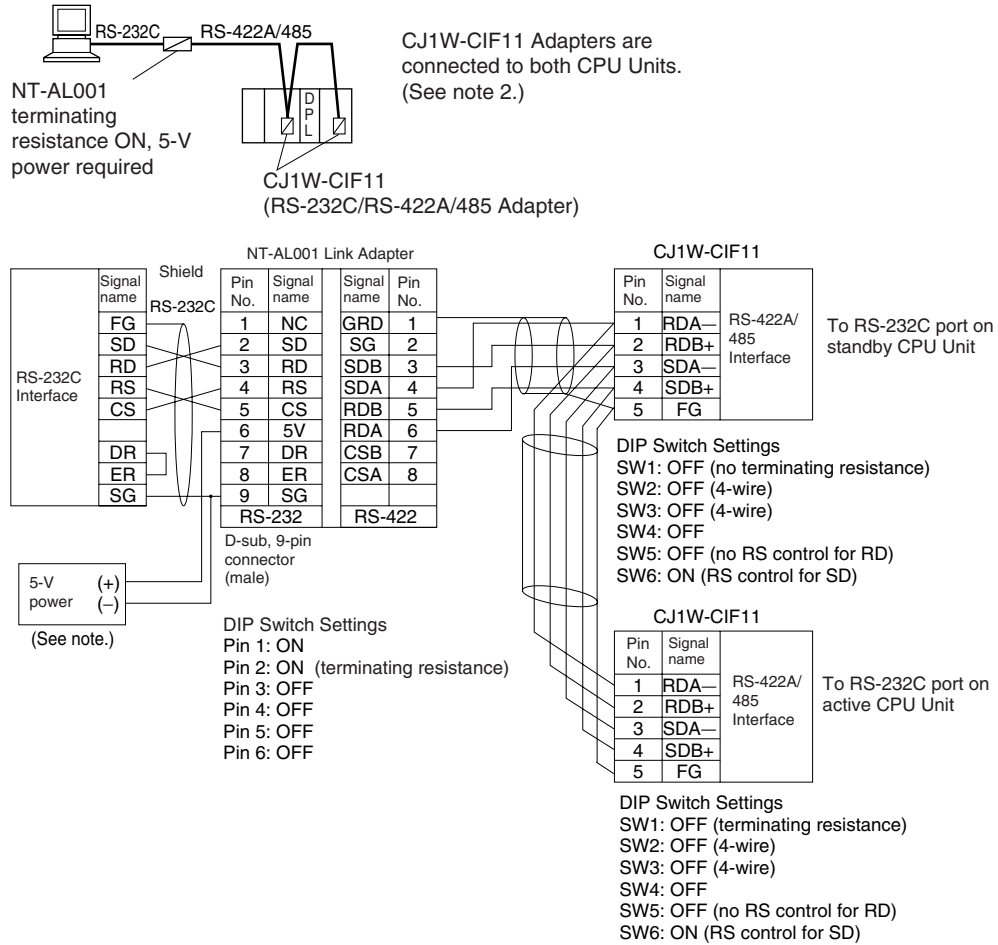 RS-232C
RS-422A/485
CJ1W-CIF11 Adapters are
connected to both CPU Units.
(See note 2.)
NT-AL001
terminating
resistance ON, 5-V
power required
D
P
L
CJ1W-CIF11
(RS-232C/RS-422A/485 Adapter)
NT-AL001 Link Adapter
CJ1W-CIF11
RS-232C
Interface
Signal
name
FG
SD
RD
RS
CS
DR
ER
SG
Shield
RS-232C
Pin
No.
Signal
name
1 NC
2 SD
3 RD
4 RS
5 CS
6 5V
7 DR
8 ER
9 SG
RS-232
Signal
name
Pin
No.
GRD 1
SG 2
SDB 3
SDA 4
RDB 5
RDA 6
CSB 7
CSA 8
RS-422
D-sub, 9-pin
connector
(male)
Pin
No.
Signal
name
1 RDA—
2 RDB+
3 SDA—
4 SDB+
5 FG
RS-422A/
485
Interface
To RS-232C port on
standby CPU Unit
DIP Switch Settings
SW1: OFF (no terminating resistance)
SW2: OFF (4-wire)
SW3: OFF (4-wire)
SW4: OFF
SW5: OFF (no RS control for RD)
SW6: ON (RS control for SD)
5-V
power
(+)
(–)
(See note.)
DIP Switch Settings
Pin 1: ON
Pin 2: ON (terminating resistance)
Pin 3: OFF
Pin 4: OFF
Pin 5: OFF
Pin 6: OFF
CJ1W-CIF11
Pin
No.
Signal
name
1 RDA—
2 RDB+
3 SDA—
4 SDB+
5 FG
RS-422A/
485
Interface
To RS-232C port on
active CPU Unit
DIP Switch Settings
SW1: OFF (terminating resistance)
SW2: OFF (4-wire)
SW3: OFF (4-wire)
SW4: OFF
SW5: OFF (no RS control for RD)
SW6: ON (RS control for SD)